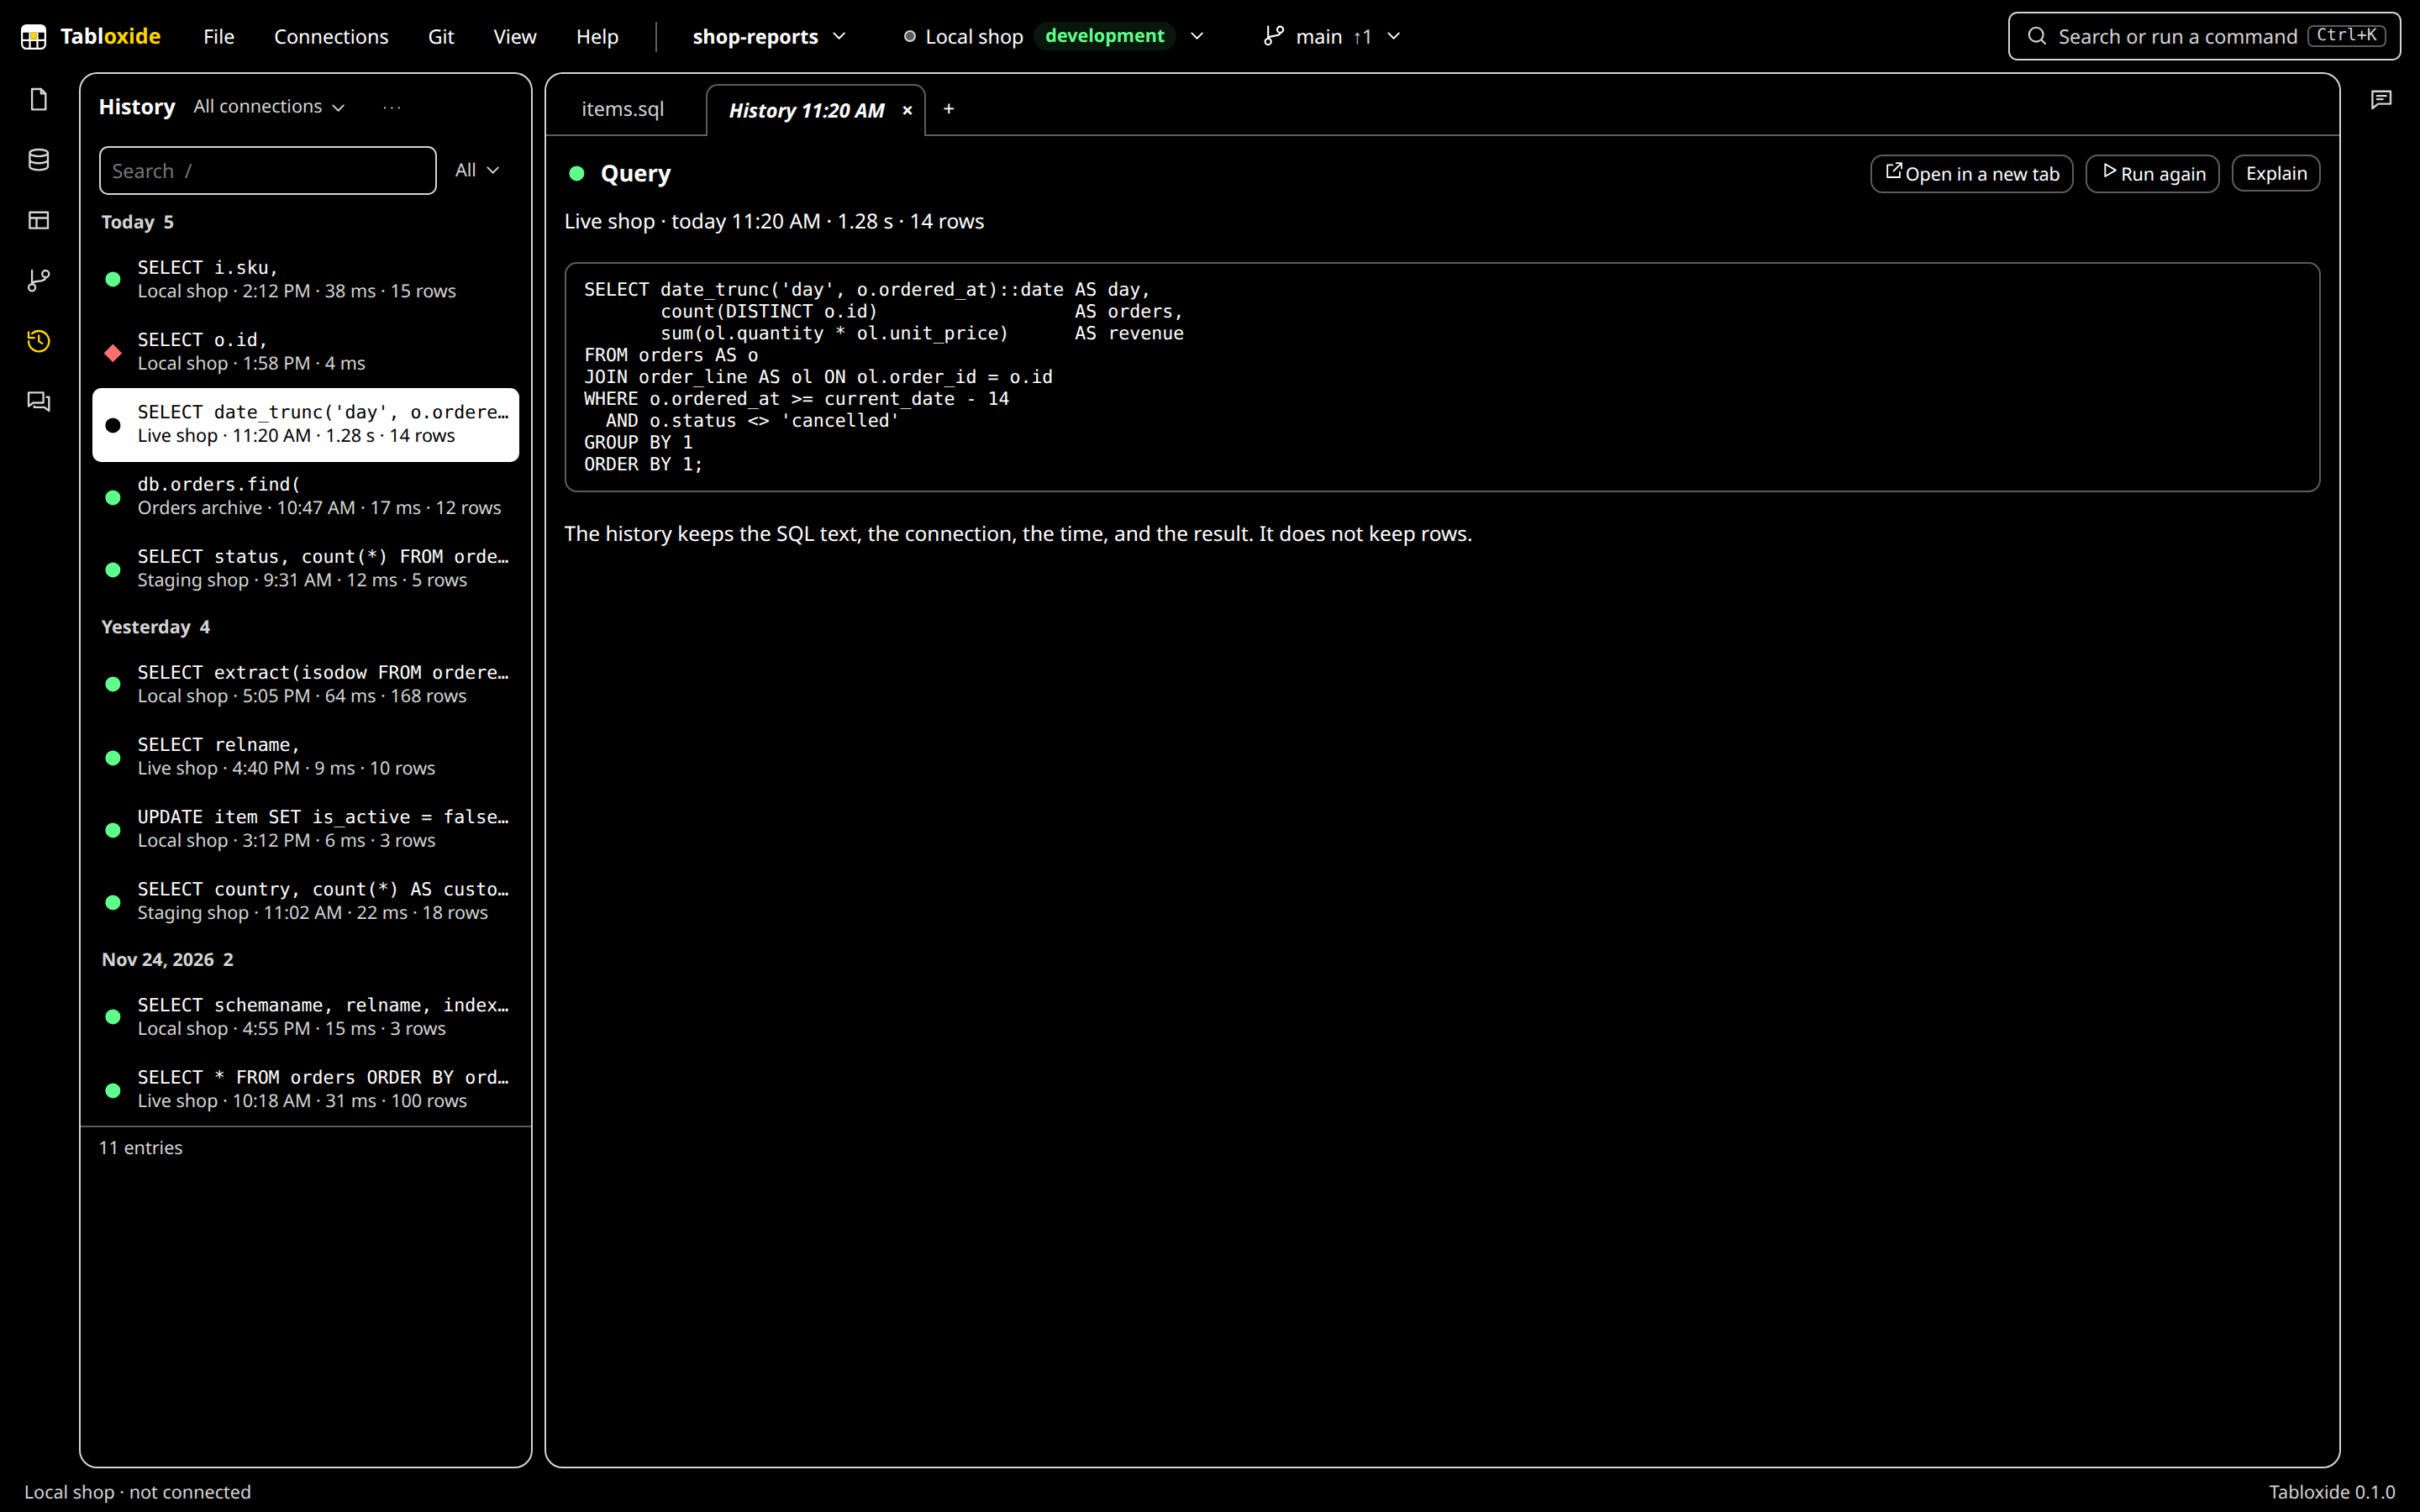 Tabloxide File Connections Git View Help shop-reports Local shop development main ↑1 Search or run a command Ctrl+K
History All connections ···
Search /
All
Today 5
SELECT i.sku,
Local shop · 2:12 PM · 38 ms · 15 rows
SELECT o.id,
Local shop · 1:58 PM · 4 ms
SELECT date_trunc('day', o.ordere…
Live shop · 11:20 AM · 1.28 s · 14 rows
db.orders.find(
Orders archive · 10:47 AM · 17 ms · 12 rows
SELECT status, count(*) FROM orde…
Staging shop · 9:31 AM · 12 ms · 5 rows
Yesterday 4
SELECT extract(isodow FROM ordere…
Local shop · 5:05 PM · 64 ms · 168 rows
SELECT relname,
Live shop · 4:40 PM · 9 ms · 10 rows
UPDATE item SET is_active = false…
Local shop · 3:12 PM · 6 ms · 3 rows
SELECT country, count(*) AS custo…
Staging shop · 11:02 AM · 22 ms · 18 rows
Nov 24, 2026 2
SELECT schemaname, relname, index…
Local shop · 4:55 PM · 15 ms · 3 rows
SELECT * FROM orders ORDER BY ord…
Live shop · 10:18 AM · 31 ms · 100 rows
11 entries
items.sql History 11:20 AM × +
Query
Open in a new tab Run again Explain
Live shop · today 11:20 AM · 1.28 s · 14 rows
SELECT date_trunc('day', o.ordered_at)::date AS day,
       count(DISTINCT o.id)                  AS orders,
       sum(ol.quantity * ol.unit_price)      AS revenue
FROM orders AS o
JOIN order_line AS ol ON ol.order_id = o.id
WHERE o.ordered_at >= current_date - 14
  AND o.status <> 'cancelled'
GROUP BY 1
ORDER BY 1;
The history keeps the SQL text, the connection, the time, and the result. It does not keep rows.
Local shop · not connected
Tabloxide 0.1.0